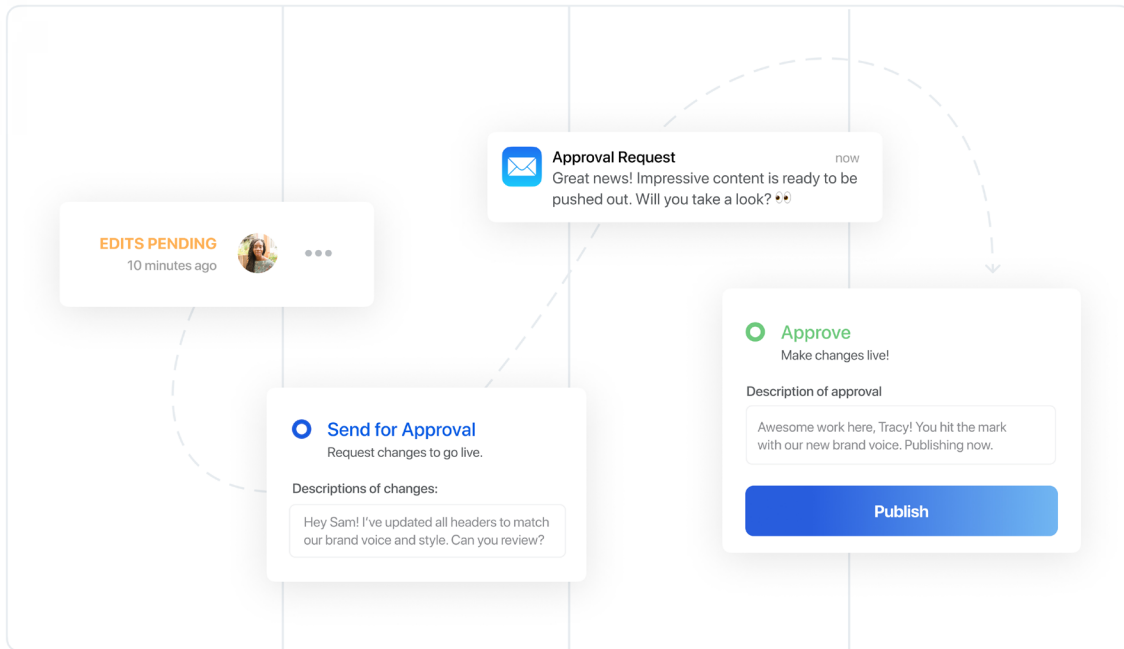 EDITS PENDING
10 minutes ago
Send for Approval
Request changes to go live.
Descriptions of changes:
Hey Sam! I’ve updated all headers to match
our brand voice and style. Can you review?
Approval Request
now
Great news! Impressive content is ready to be
pushed out. Will you take a look? 👀
Approve
Make changes live!
Description of approval
Awesome work here, Tracy! You hit the mark
with our new brand voice. Publishing now.
Publish